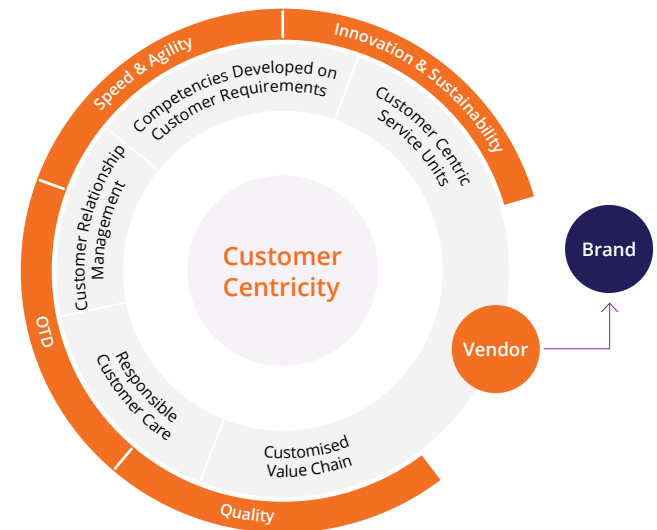 Speed & Agility
Innovation & Sustainability
Competencies Developed on
Customer Requirements
Customer Centric
Service Units
Customer Relationship
Management
Customer
Centricity
Brand
Vendor
OTD
Responsible
Customer Care
Customised
Value Chain
Quality